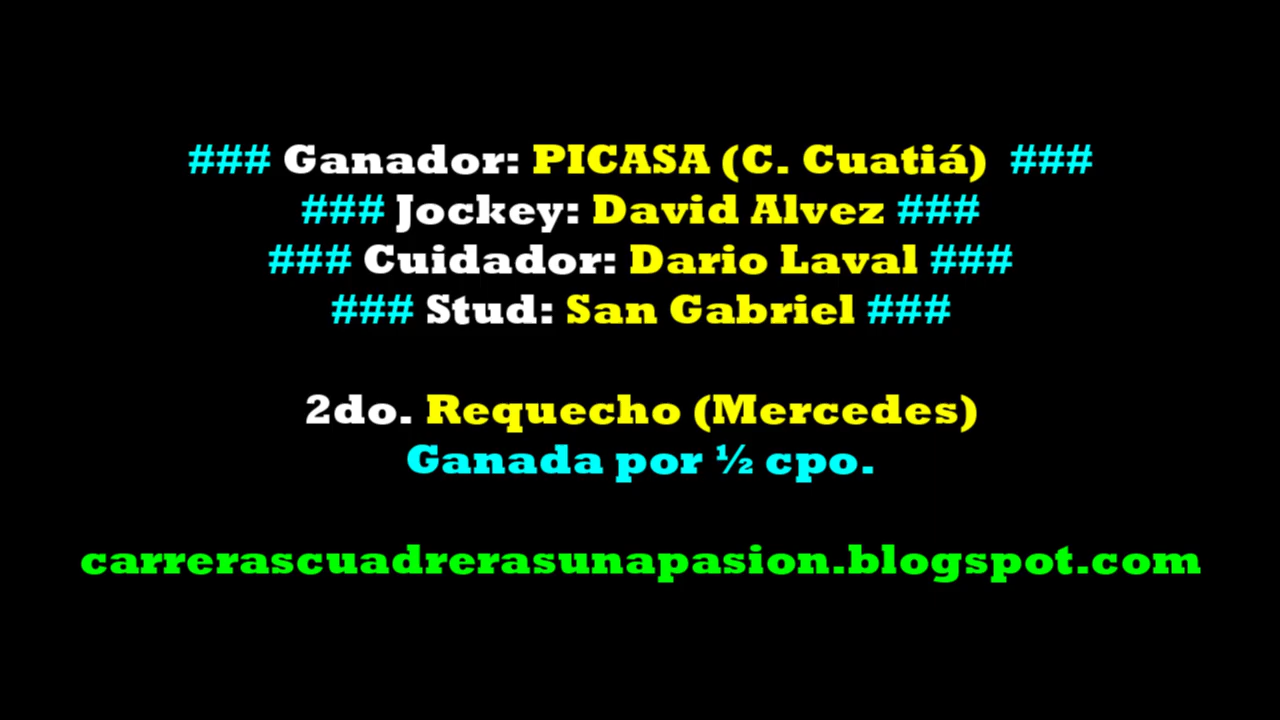 ### Ganador: PICASA (C. Cuatiá) ###
### Jockey: David Alvez ###
### Cuidador: Dario Laval ###
### Stud: San Gabriel ###
2do. Requecho (Mercedes)
Ganada por ½ cpo.
carrerascuadrerasunapasion.blogspot.com